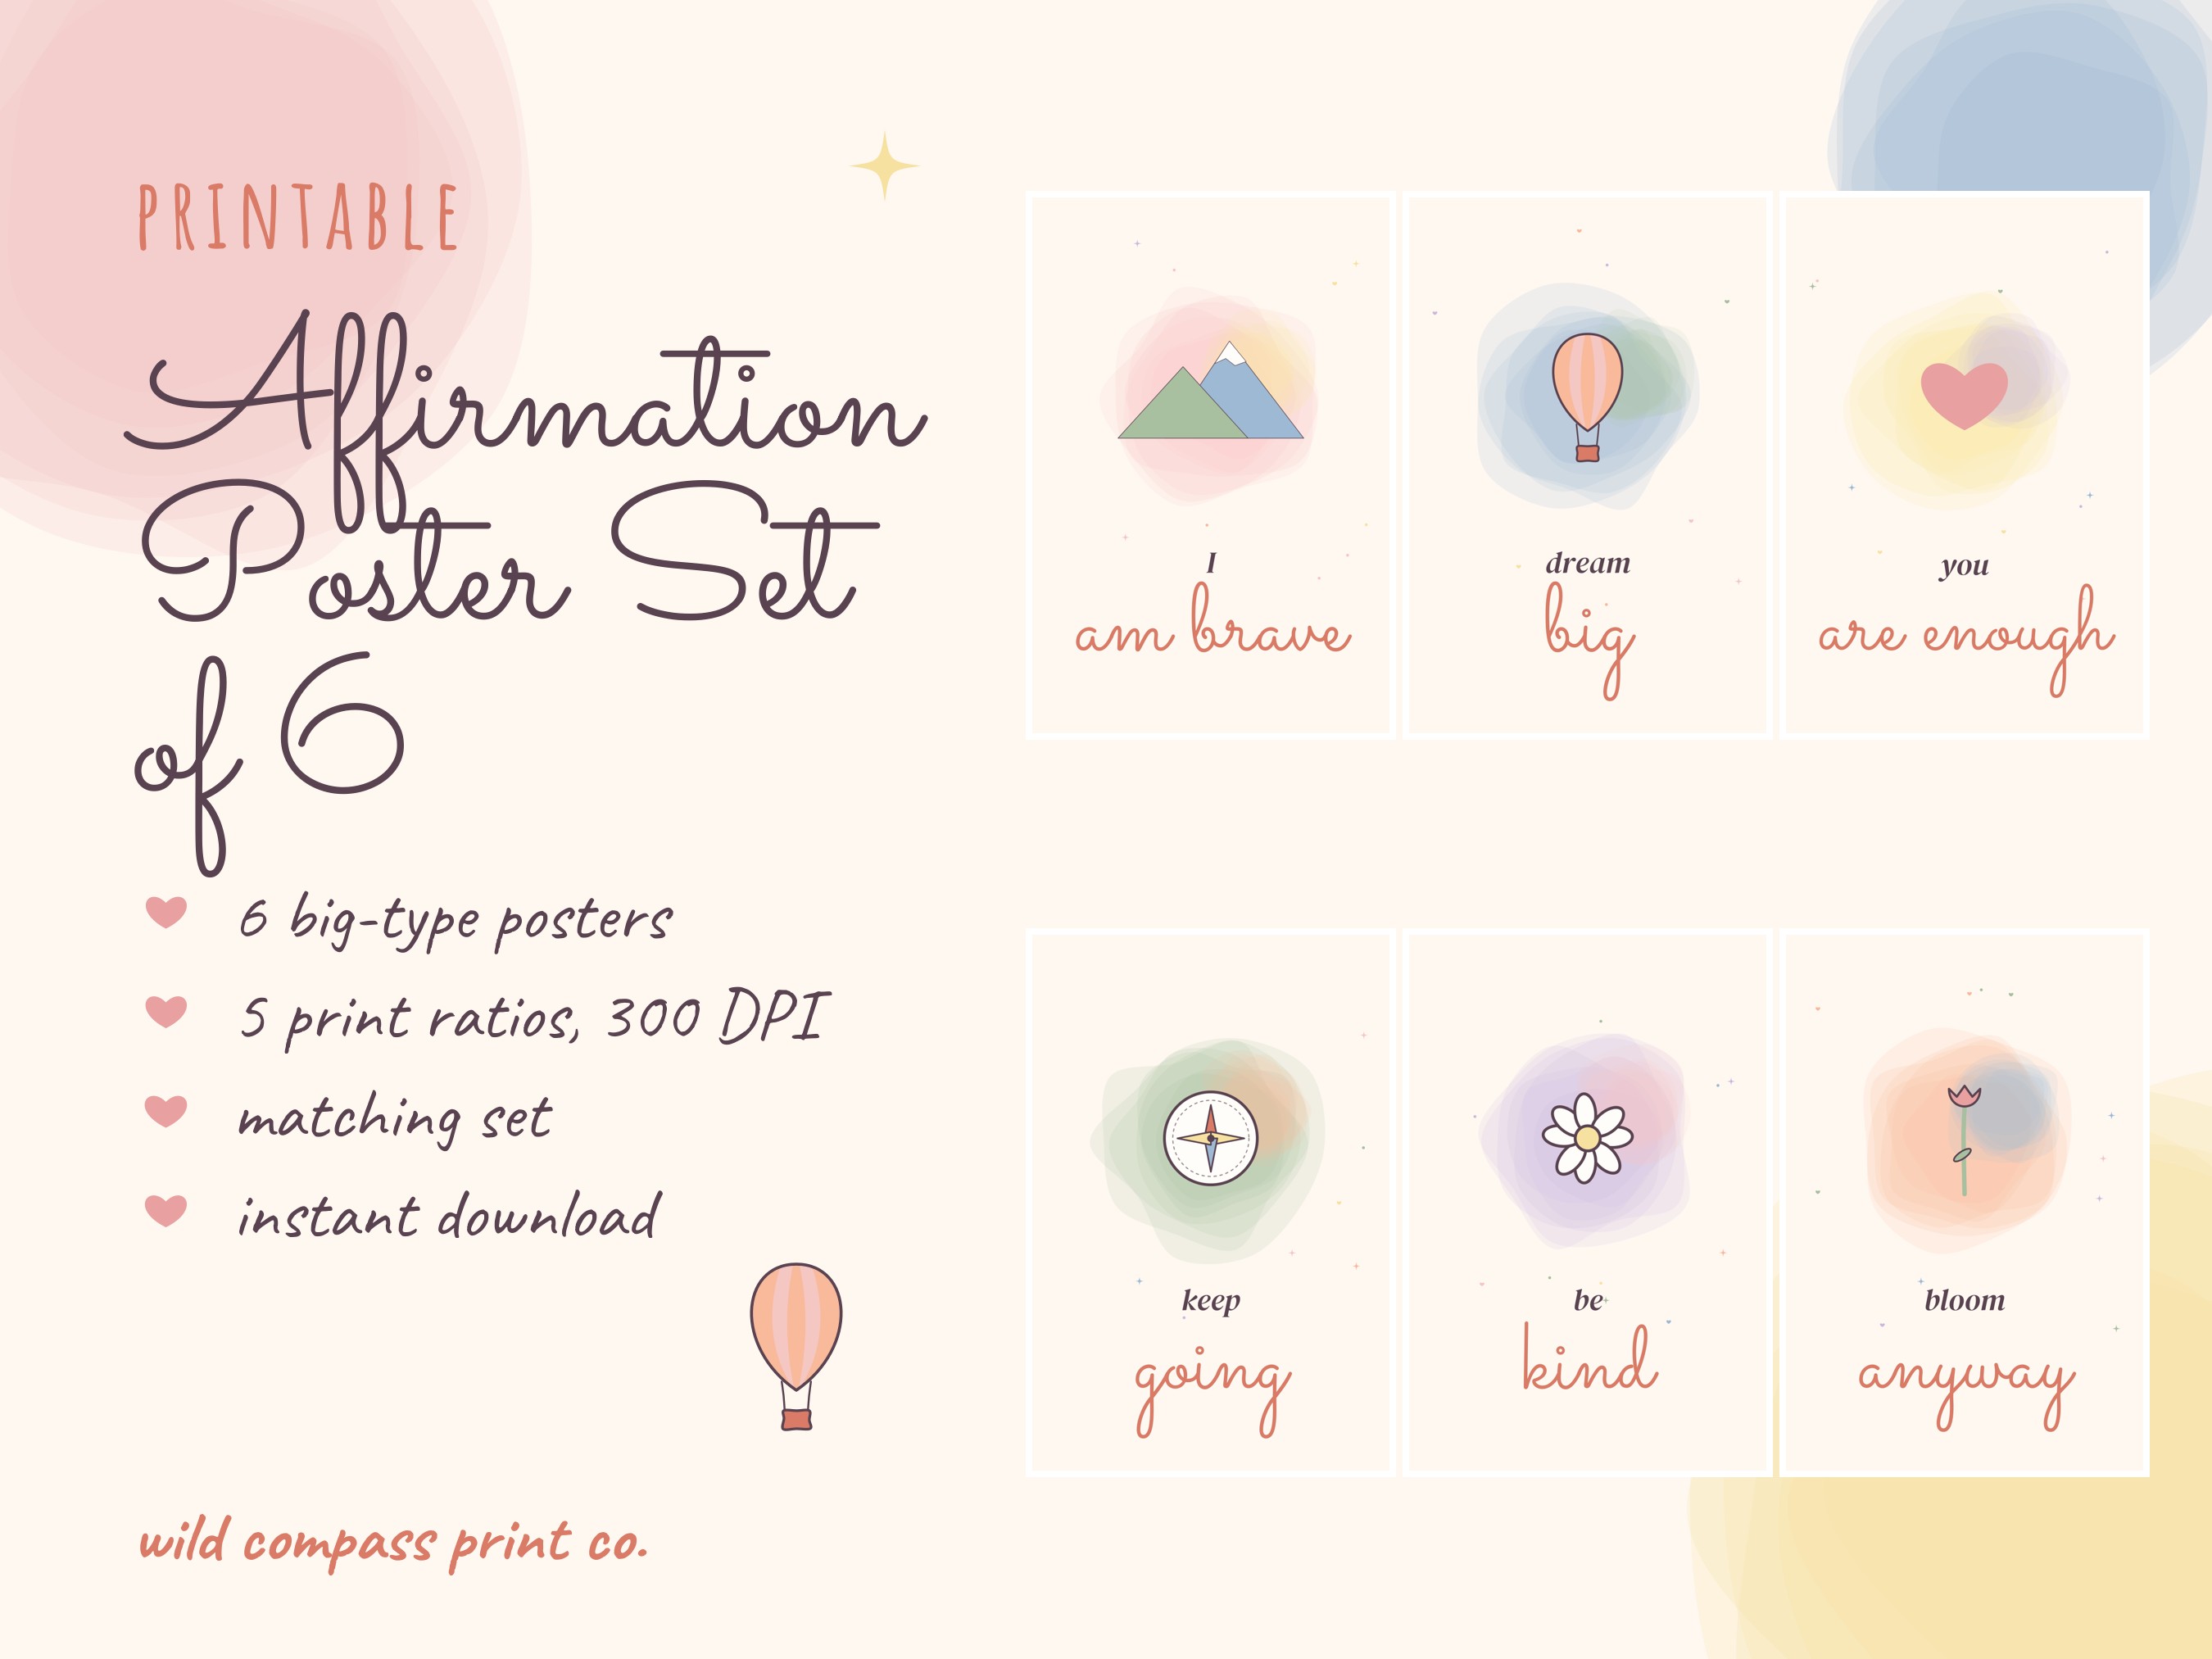 PRINTABLE
Affirmation
Poster Set
of 6
6 big-type posters
5 print ratios, 300 DPI
matching set
instant download
wild compass print co.
I
am brave
dream
big
you
are enough
keep
going
be
kind
bloom
anyway